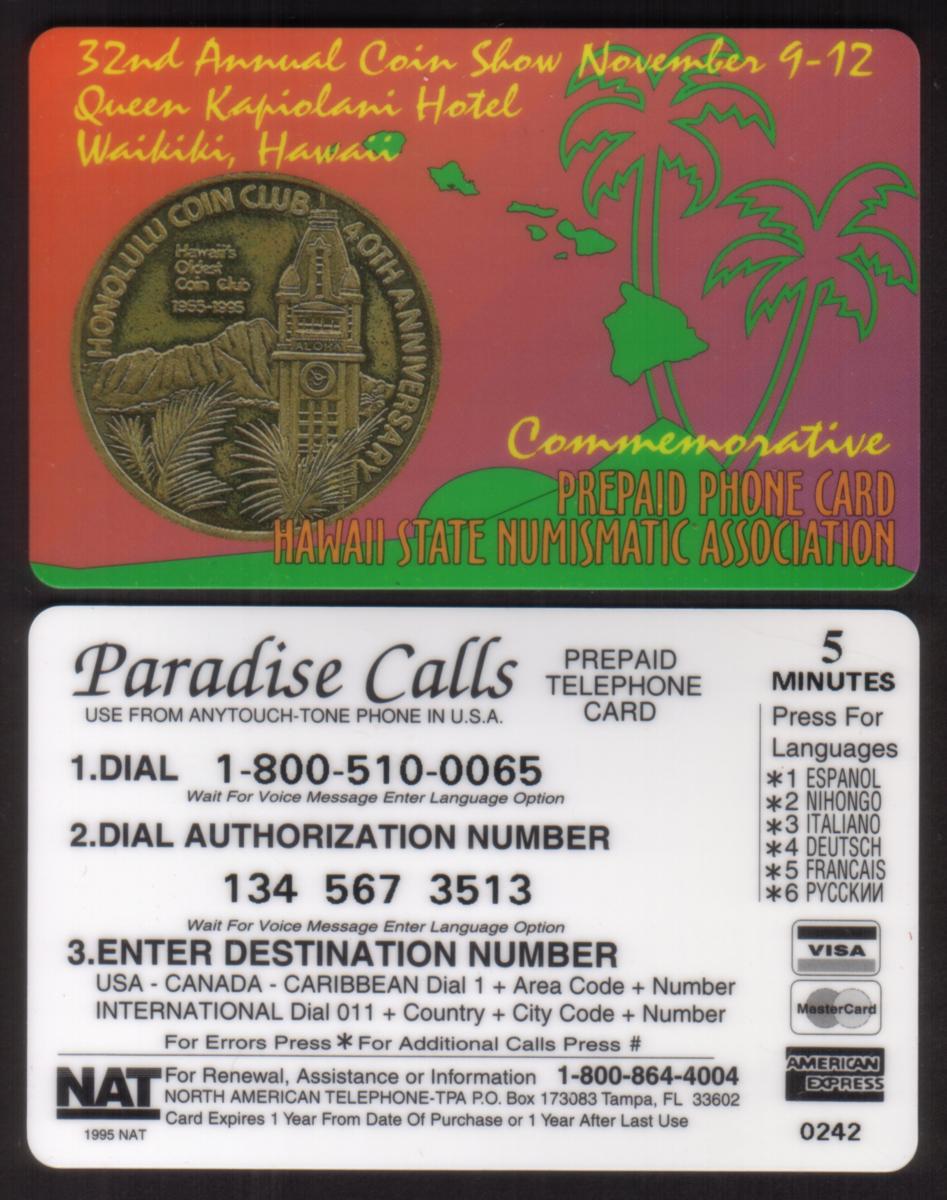 32nd Annual Coin Show November 9-12
Queen Kapiolani Hotel
Waikiki, Hawaii
HONOLULU COIN CLUB
40TH ANNIVERSARY
Hawaii's
Oldest
Coin Club
1955-1995
ALOHA
Commemorative
PREPAID PHONE CARD
HAWAII STATE NUMISMATIC ASSOCIATION
Paradise Calls
USE FROM ANYTOUCH-TONE PHONE IN U.S.A.
PREPAID
TELEPHONE
CARD
5
MINUTES
Press For
Languages
*1 ESPANOL
*2 NIHONGO
*3 ITALIANO
*4 DEUTSCH
*5 FRANCAIS
*6 РУССКИИ
1.DIAL 1-800-510-0065
Wait For Voice Message Enter Language Option
2.DIAL AUTHORIZATION NUMBER
134 567 3513
Wait For Voice Message Enter Language Option
3.ENTER DESTINATION NUMBER
USA - CANADA - CARIBBEAN Dial 1 + Area Code + Number
INTERNATIONAL Dial 011 + Country + City Code + Number
For Errors Press * For Additional Calls Press #
VISA
MasterCard
AMERICAN
EXPRESS
NAT
1995 NAT
For Renewal, Assistance or Information 1-800-864-4004
NORTH AMERICAN TELEPHONE-TPA P.O. Box 173083 Tampa, FL 33602
Card Expires 1 Year From Date Of Purchase or 1 Year After Last Use
0242